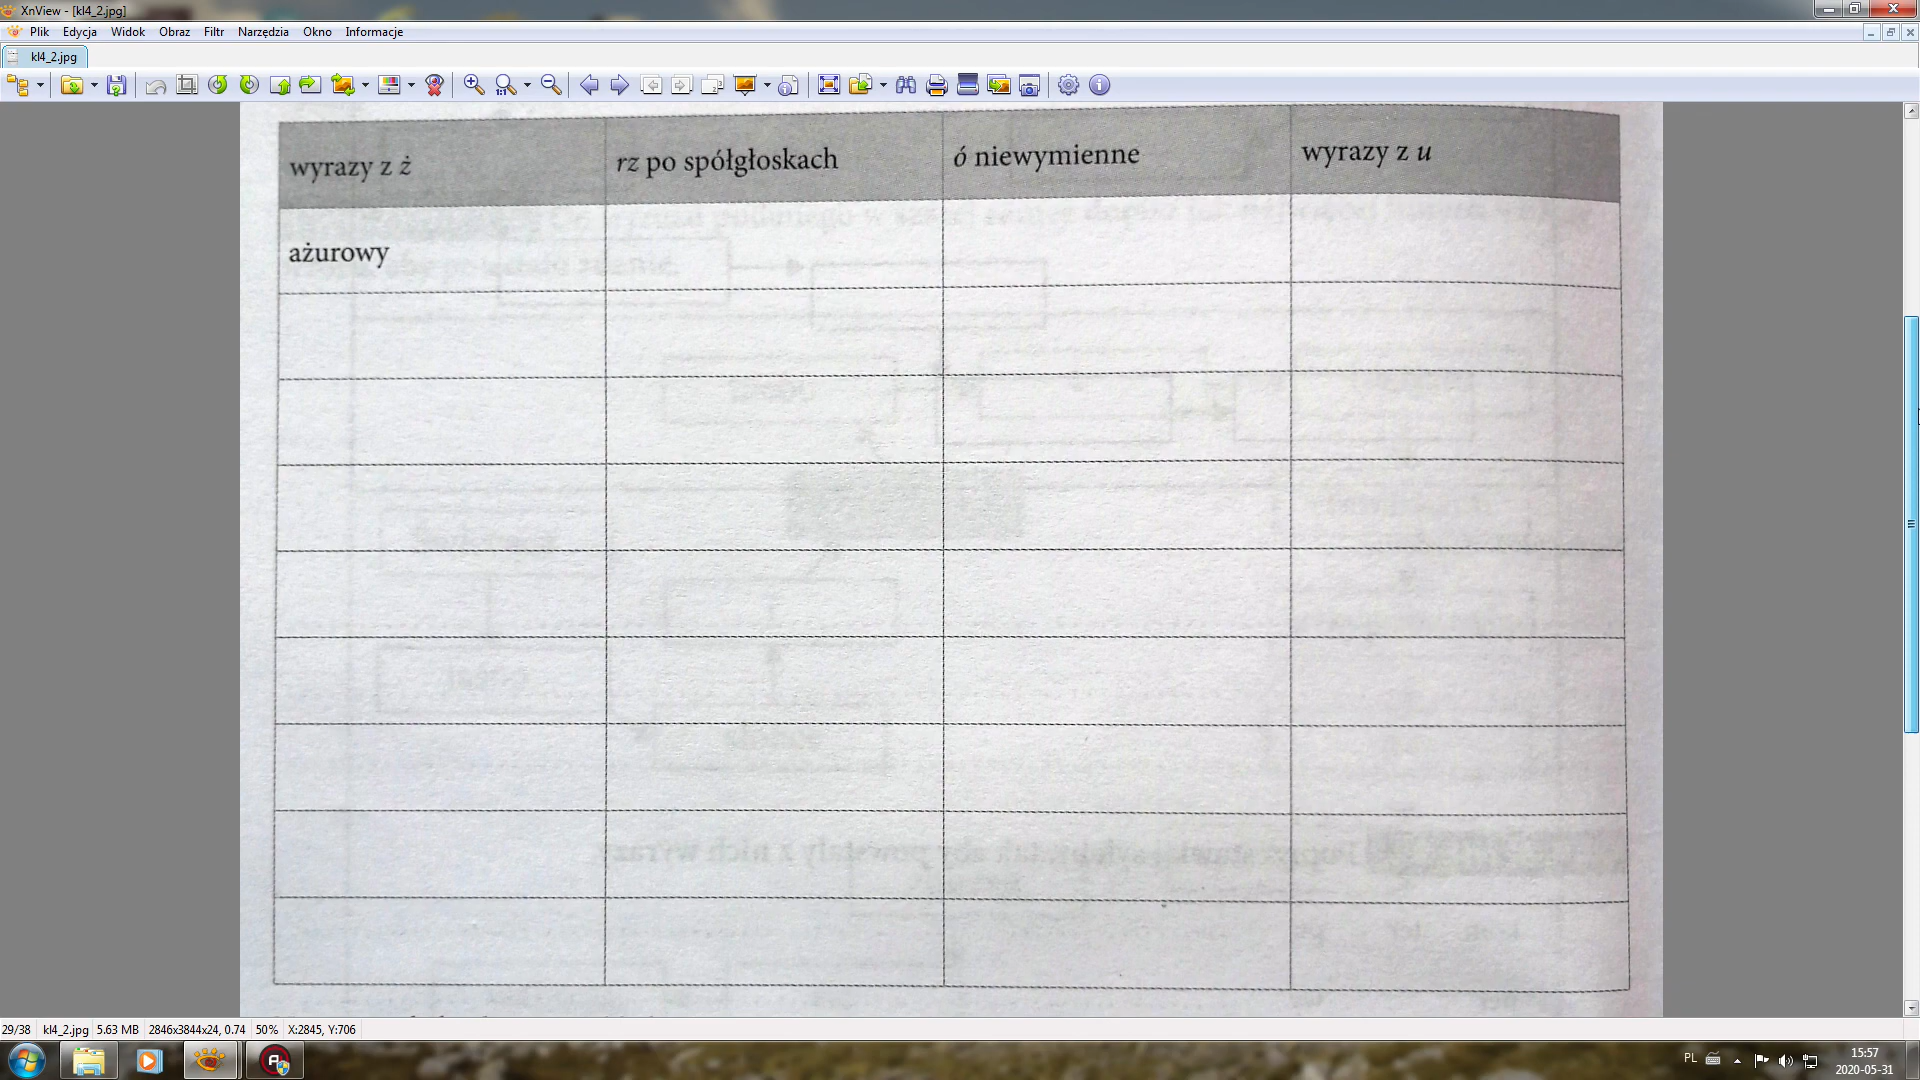 XnView - [kl4_2.jpg]
Plik Edycja Widok Obraz Filtr Narzędzia Okno Informacje
kl4_2.jpg
wyrazy z ż rz po spółgłoskach ó niewymienne wyrazy z u
ażurowy
29/38 kl4_2.jpg 5.63 MB 2846x3844x24, 0.74 50% X:2845, Y:706
PL 15:57
2020-05-31